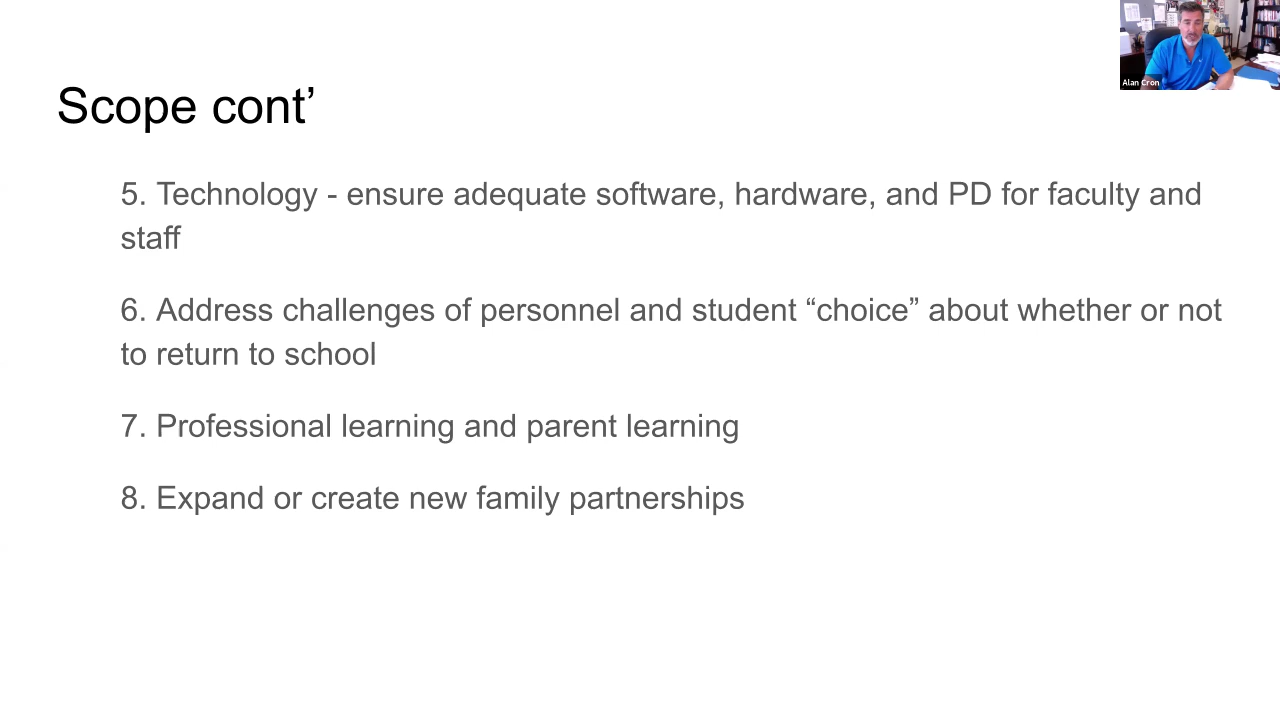 Alan Cron
Scope cont’
5. Technology - ensure adequate software, hardware, and PD for faculty and
staff
6. Address challenges of personnel and student “choice” about whether or not
to return to school
7. Professional learning and parent learning
8. Expand or create new family partnerships